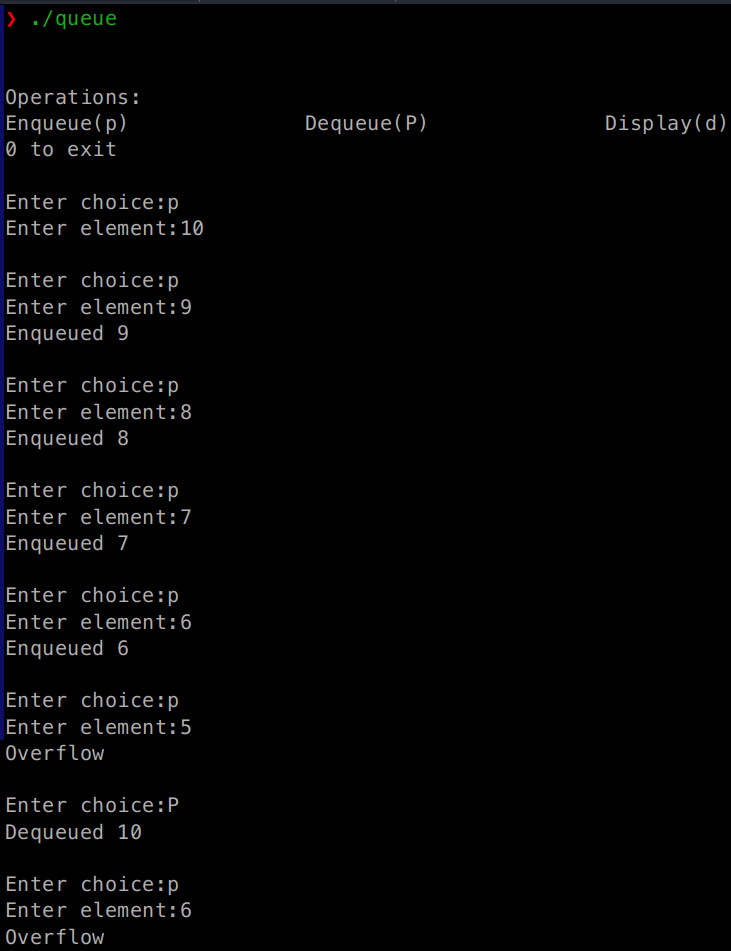 ❯ ./queue
Operations:
Enqueue(p) Dequeue(P) Display(d)
0 to exit
Enter choice:p
Enter element:10
Enter choice:p
Enter element:9
Enqueued 9
Enter choice:p
Enter element:8
Enqueued 8
Enter choice:p
Enter element:7
Enqueued 7
Enter choice:p
Enter element:6
Enqueued 6
Enter choice:p
Enter element:5
Overflow
Enter choice:P
Dequeued 10
Enter choice:p
Enter element:6
Overflow